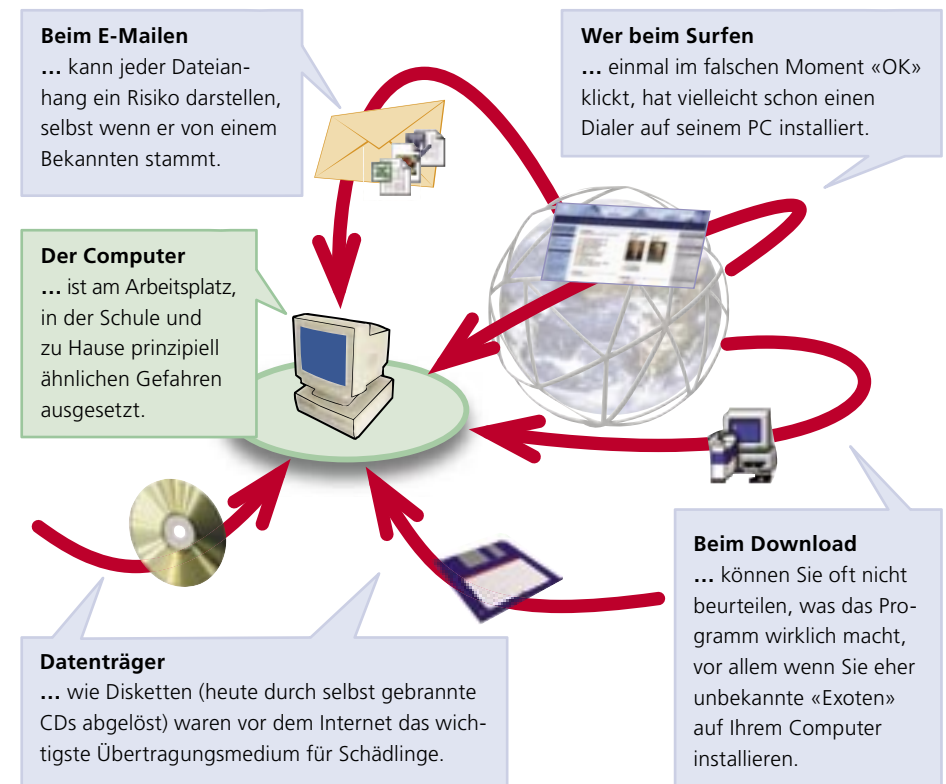 Beim E-Mailen
… kann jeder Dateian-
hang ein Risiko darstellen,
selbst wenn er von einem
Bekannten stammt.
Wer beim Surfen
… einmal im falschen Moment «OK»
klickt, hat vielleicht schon einen
Dialer auf seinem PC installiert.
Der Computer
… ist am Arbeitsplatz,
in der Schule und
zu Hause prinzipiell
ähnlichen Gefahren
ausgesetzt.
Beim Download
… können Sie oft nicht
beurteilen, was das Pro-
gramm wirklich macht,
vor allem wenn Sie eher
unbekannte «Exoten»
auf Ihrem Computer
installieren.
Datenträger
… wie Disketten (heute durch selbst gebrannte
CDs abgelöst) waren vor dem Internet das wich-
tigste Übertragungsmedium für Schädlinge.